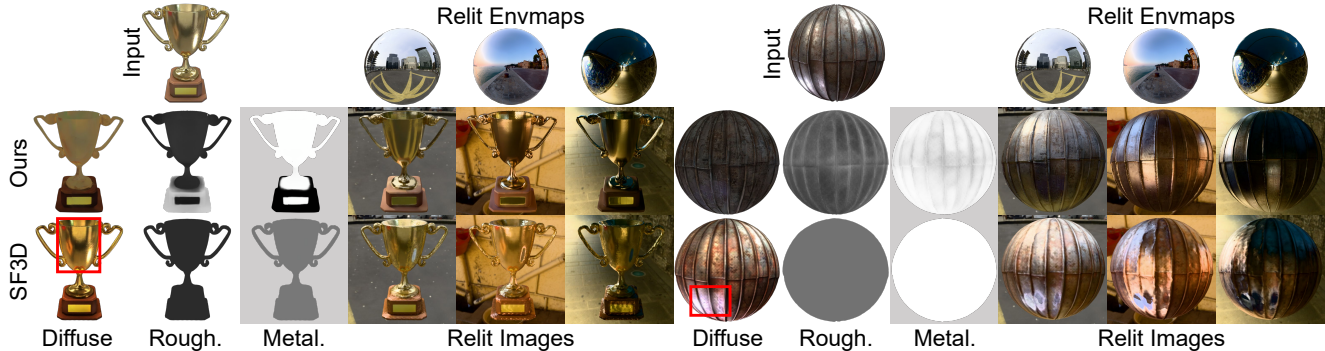 Relit Envmaps
Relit Envmaps
Input
Input
Ours
SF3D
Diffuse Rough. Metal. Relit Images Diffuse Rough. Metal. Relit Images